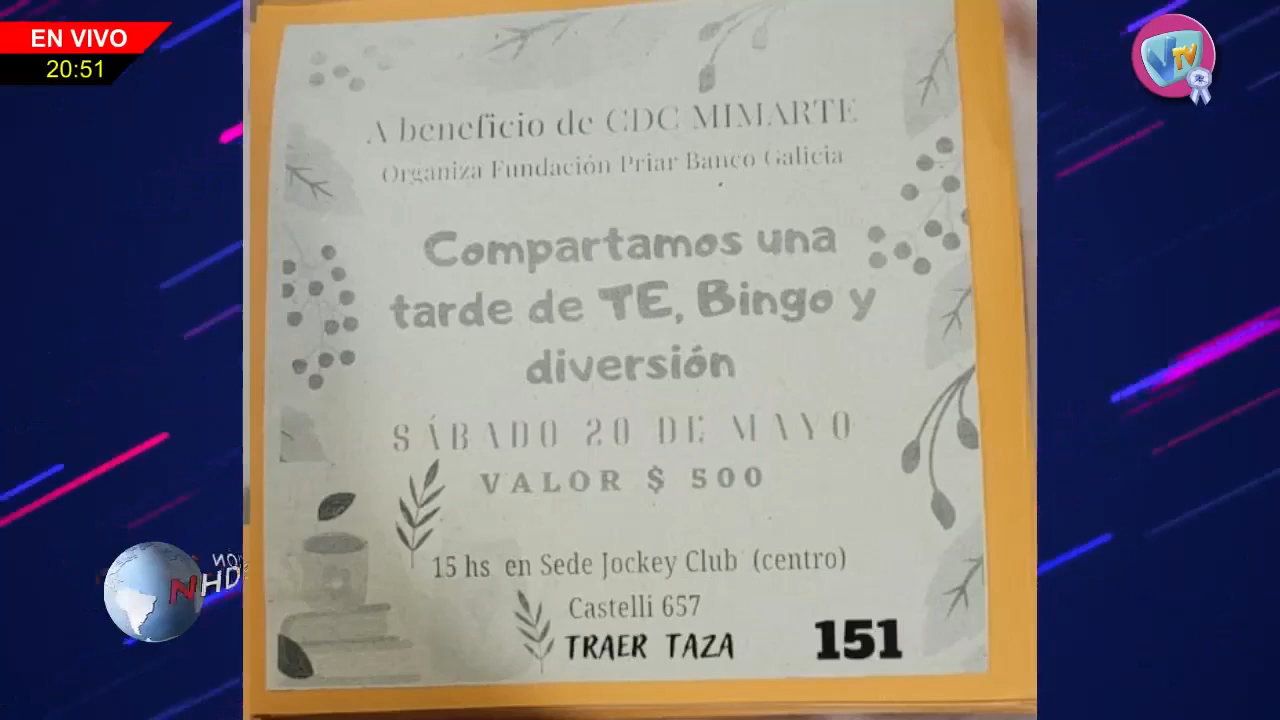 EN VIVO
20:51
VTV
A beneficio de CDC MIMARTE
Organiza Fundación Priar Banco Galicia
Compartamos una
tarde de TE, Bingo y
diversión
SÁBADO 20 DE MAYO
VALOR $ 500
15 hs en Sede Jockey Club (centro)
Castelli 657
TRAER TAZA
151
NHD